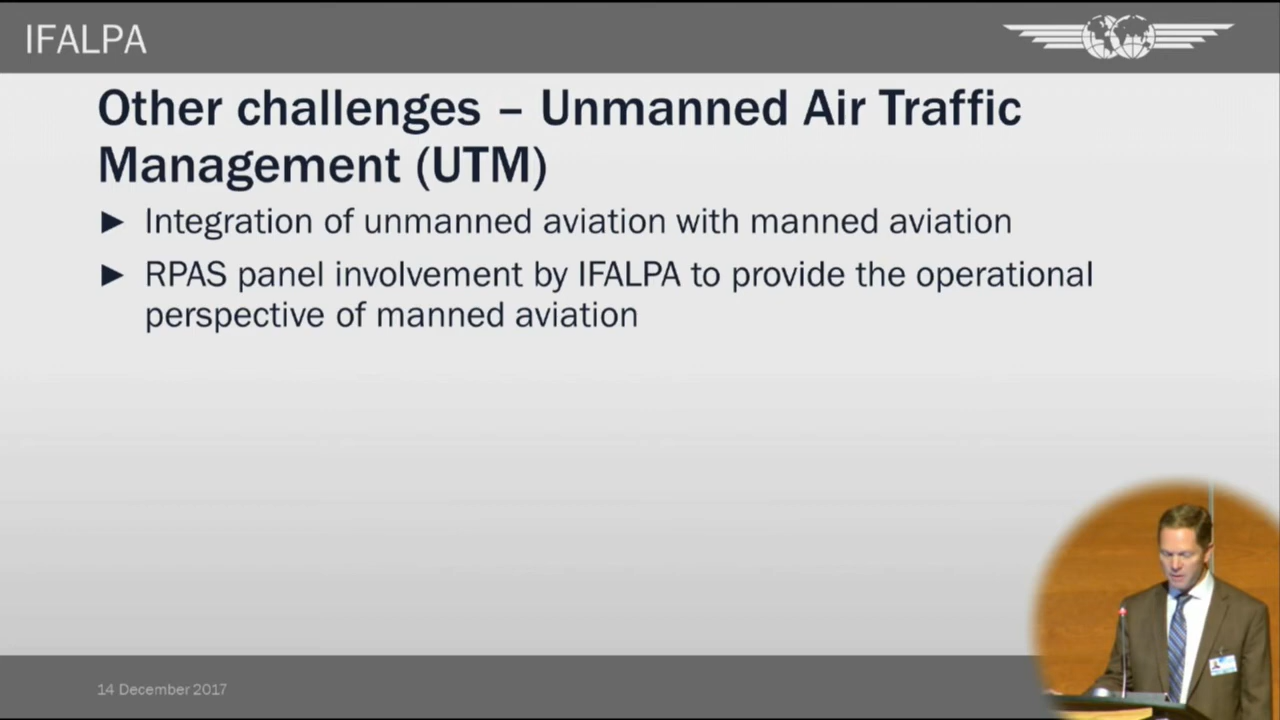 IFALPA
Other challenges – Unmanned Air Traffic
Management (UTM)
► Integration of unmanned aviation with manned aviation
► RPAS panel involvement by IFALPA to provide the operational
perspective of manned aviation
14 December 2017